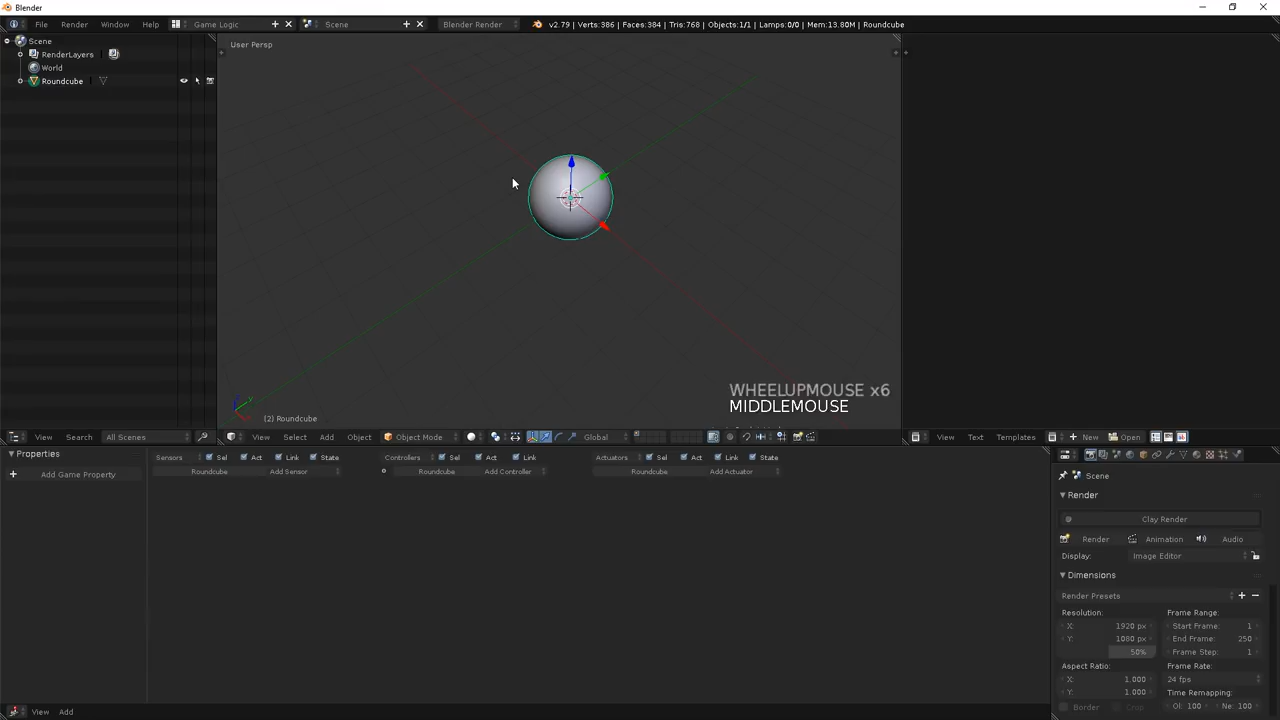 Blender
File Render Window Help Game Logic Scene Blender Render v2.79 | Verts:386 | Faces:384 | Tris:768 | Objects:1/1 | Lamps:0/0 | Mem:13.80M | Roundcube
Scene
RenderLayers
World
Roundcube
User Persp
WHEELUPMOUSE x6
MIDDLEMOUSE
(2) Roundcube
View Search All Scenes
View Select Add Object Object Mode Global
View Text Templates New Open
Properties
Add Game Property
Sensors Sel Act Link State
Controllers Sel Act Link
Actuators Sel Act Link State
Roundcube Add Sensor
Roundcube Add Controller
Roundcube Add Actuator
Scene
Render
Clay Render
Render Animation Audio
Display: Image Editor
Dimensions
Render Presets
Resolution: Frame Range:
X: 1920 px Start Frame: 1
Y: 1080 px End Frame: 250
50% Frame Step: 1
Aspect Ratio: Frame Rate:
X: 1.000 24 fps
Y: 1.000 Time Remapping:
Border Crop Ol: 100 Ne: 100
View Add